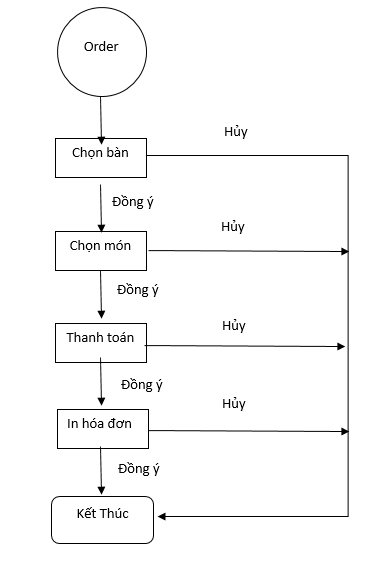 Order
Hủy
Chọn bàn
Đồng ý
Hủy
Chọn món
Đồng ý
Hủy
Thanh toán
Đồng ý
Hủy
In hóa đơn
Đồng ý
Kết Thúc